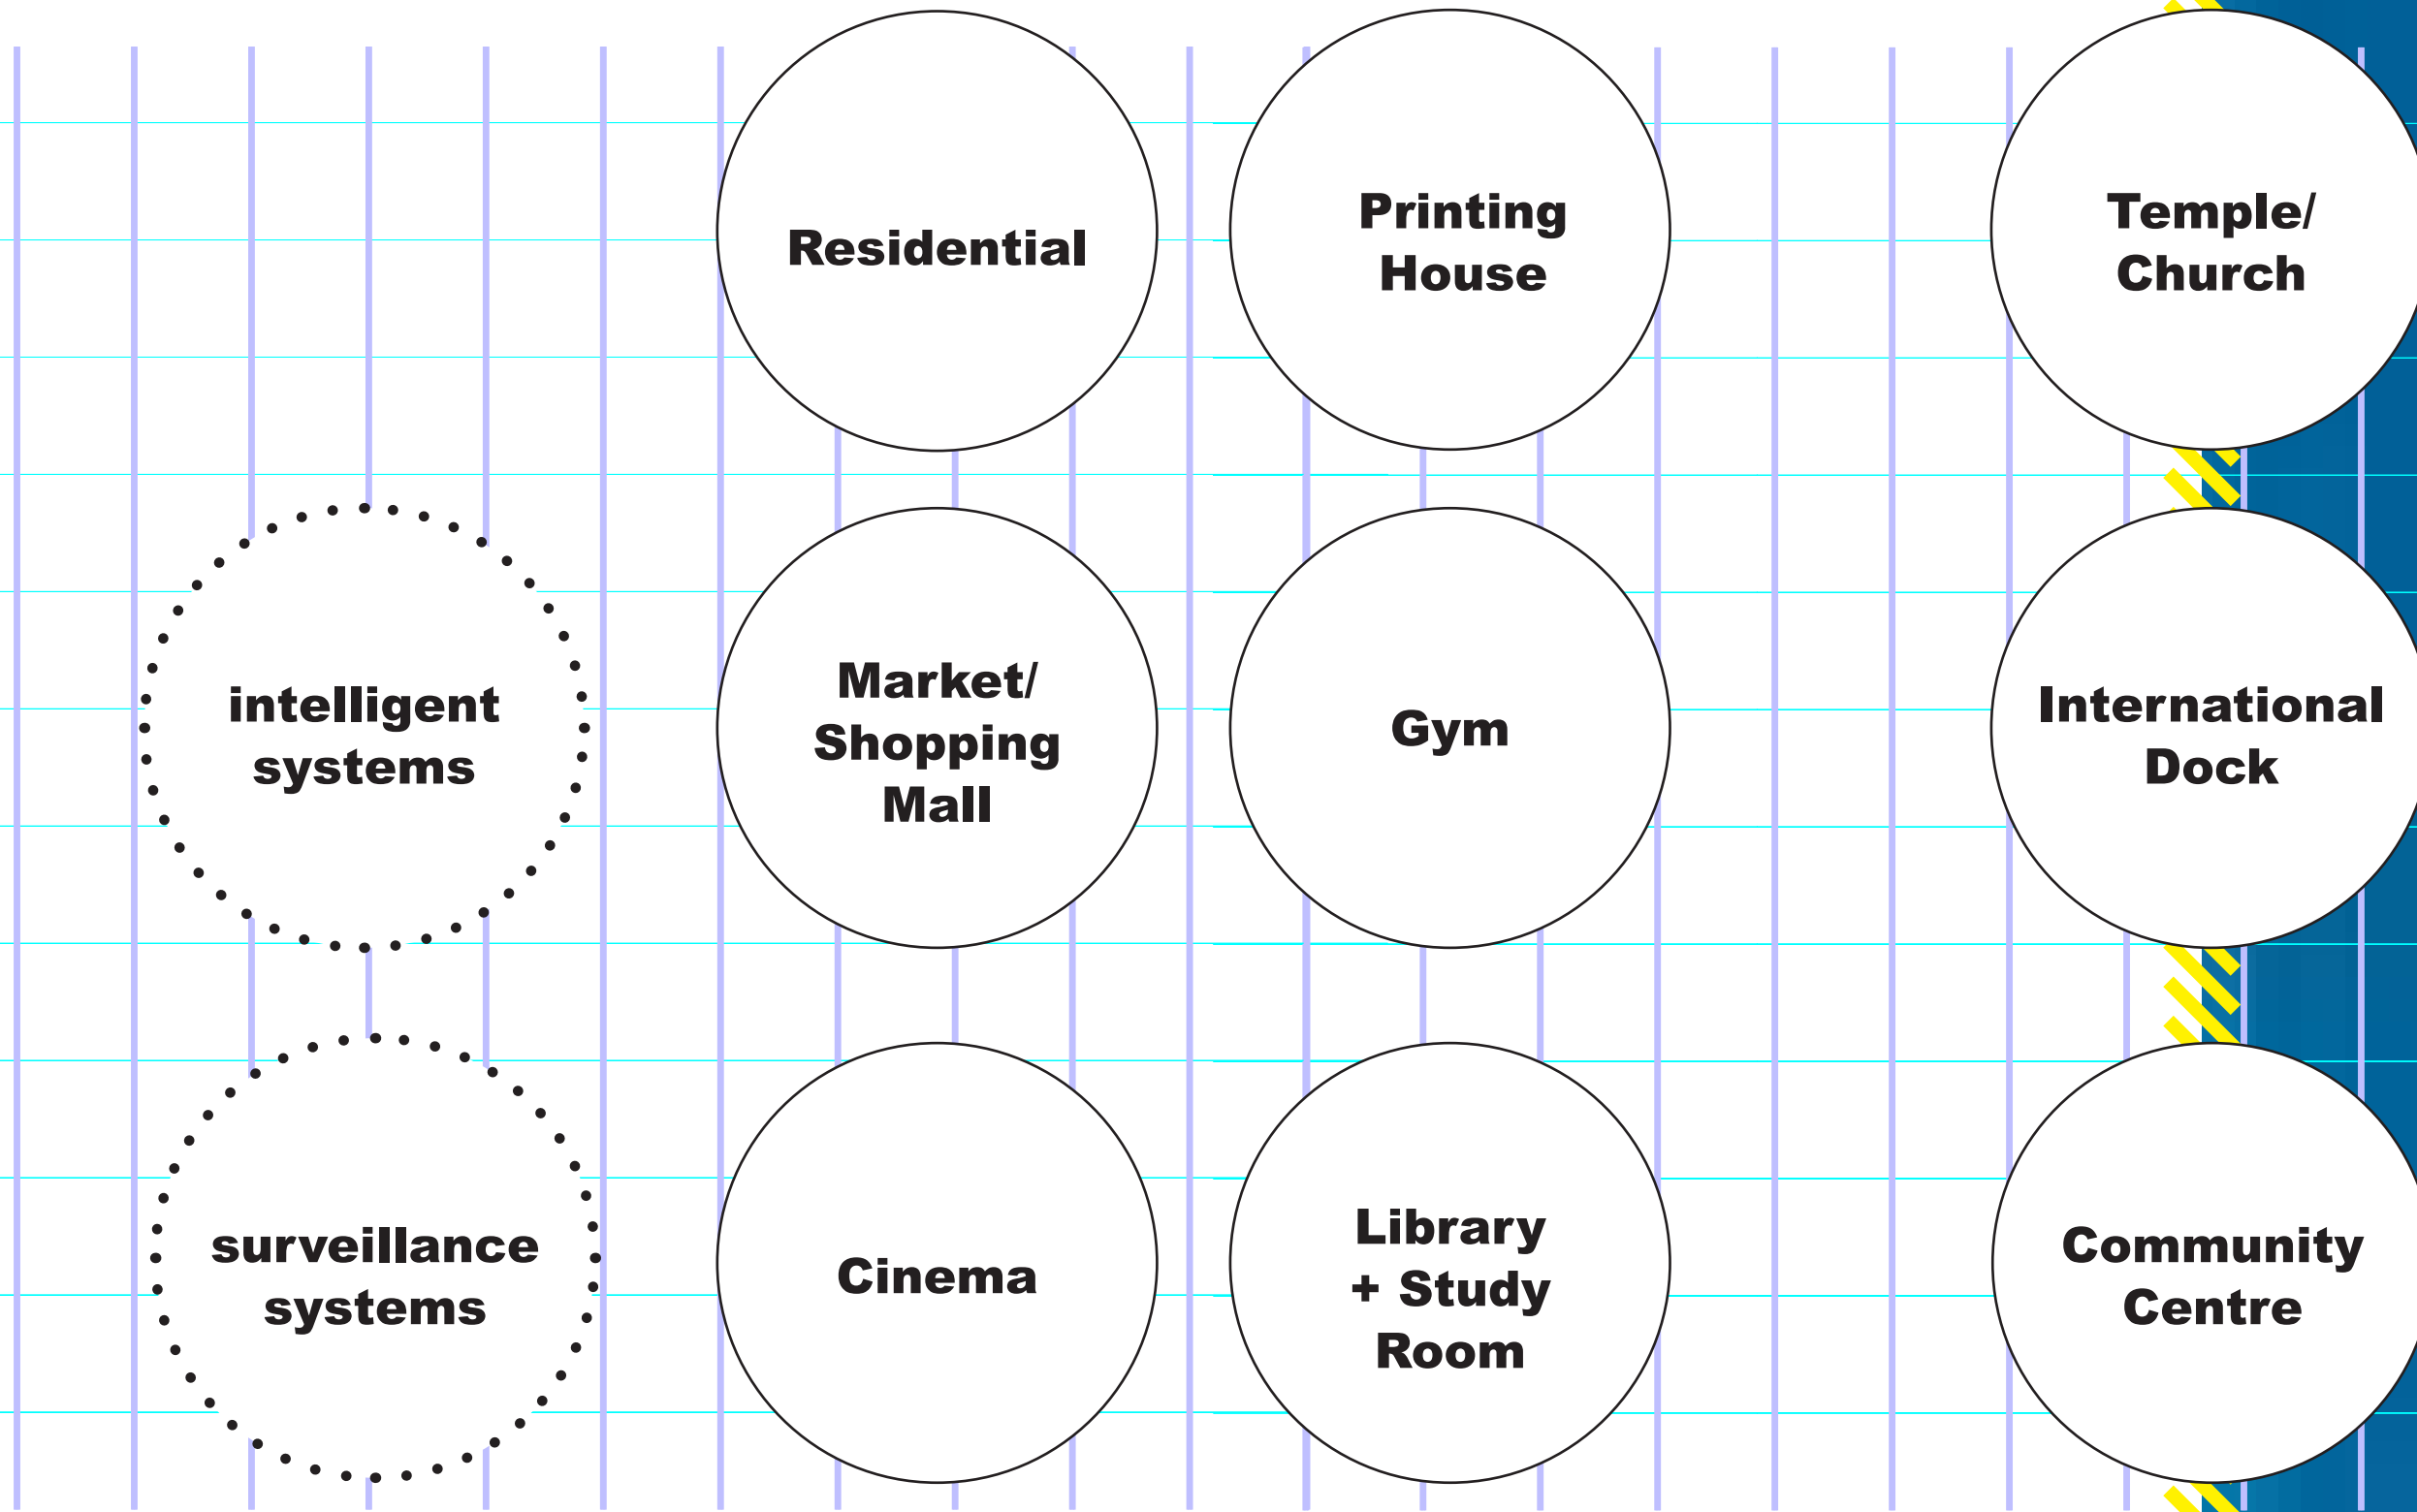 Residential
Printing
House
Temple/
Church
intelligent
systems
Market/
Shopping
Mall
Gym
International
Dock
surveillance
systems
Cinema
Library
+ Study
Room
Community
Centre